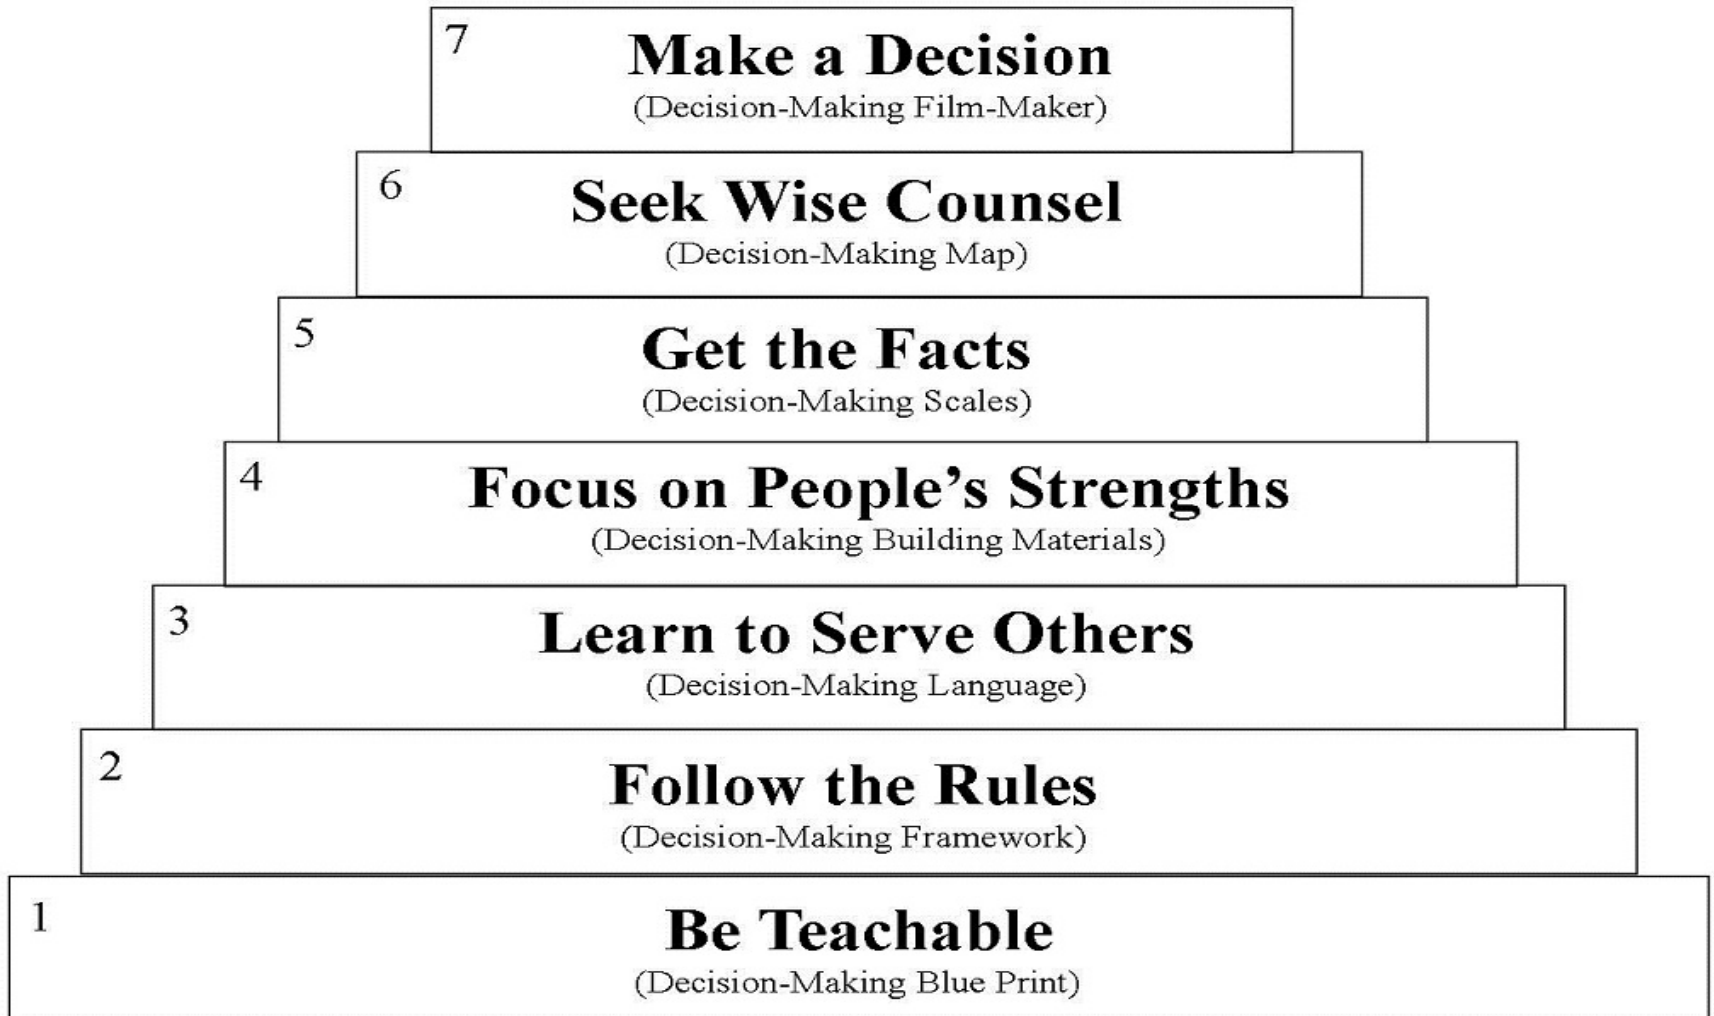 7
Make a Decision
(Decision-Making Film-Maker)
6
Seek Wise Counsel
(Decision-Making Map)
5
Get the Facts
(Decision-Making Scales)
4
Focus on People’s Strengths
(Decision-Making Building Materials)
3
Learn to Serve Others
(Decision-Making Language)
2
Follow the Rules
(Decision-Making Framework)
1
Be Teachable
(Decision-Making Blue Print)